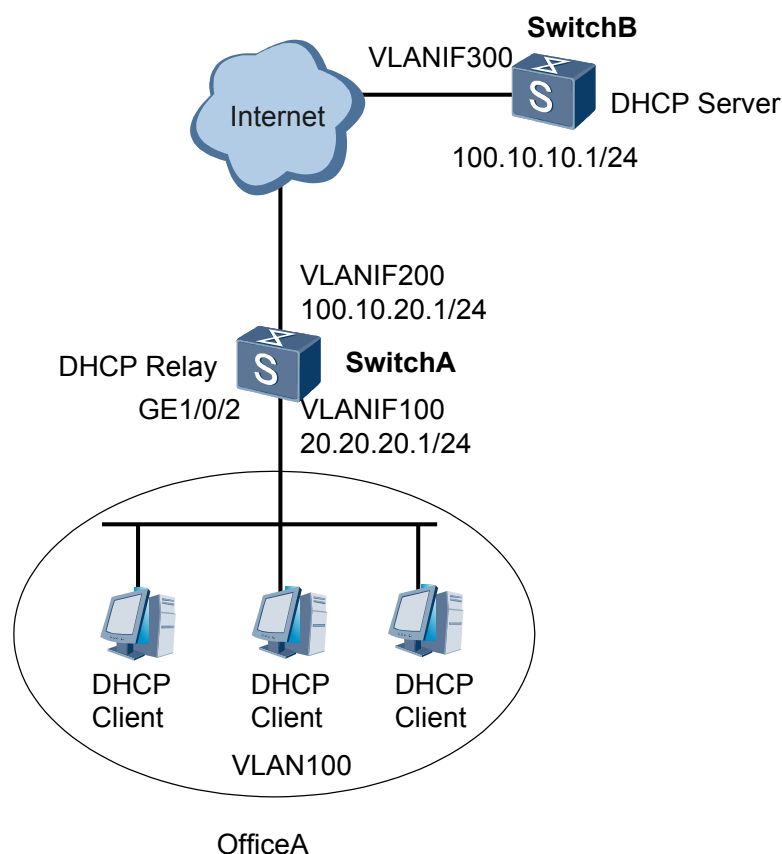 SwitchB
VLANIF300
Internet
S
DHCP Server
100.10.10.1/24
VLANIF200
100.10.20.1/24
DHCP Relay
S
SwitchA
GE1/0/2
VLANIF100
20.20.20.1/24
DHCP
Client
DHCP
Client
DHCP
Client
VLAN100
OfficeA